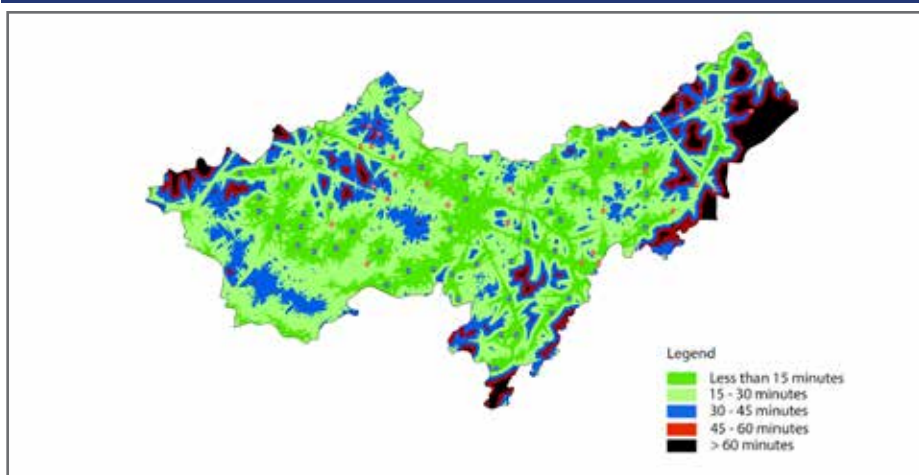 Legend
Less than 15 minutes
15 - 30 minutes
30 - 45 minutes
45 - 60 minutes
> 60 minutes